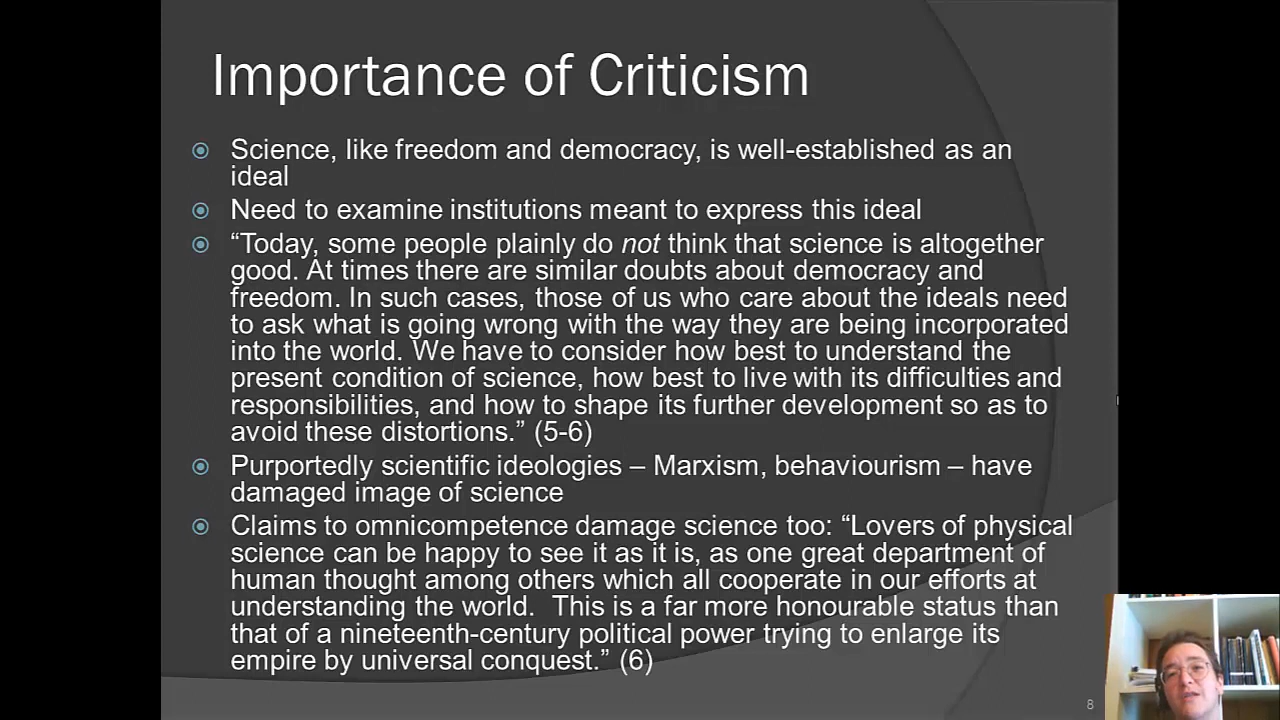 Importance of Criticism
Science, like freedom and democracy, is well-established as an
ideal
Need to examine institutions meant to express this ideal
“Today, some people plainly do not think that science is altogether
good. At times there are similar doubts about democracy and
freedom. In such cases, those of us who care about the ideals need
to ask what is going wrong with the way they are being incorporated
into the world. We have to consider how best to understand the
present condition of science, how best to live with its difficulties and
responsibilities, and how to shape its further development so as to
avoid these distortions.” (5-6)
Purportedly scientific ideologies – Marxism, behaviourism – have
damaged image of science
Claims to omnicompetence damage science too: “Lovers of physical
science can be happy to see it as it is, as one great department of
human thought among others which all cooperate in our efforts at
understanding the world.  This is a far more honourable status than
that of a nineteenth-century political power trying to enlarge its
empire by universal conquest.” (6)
8